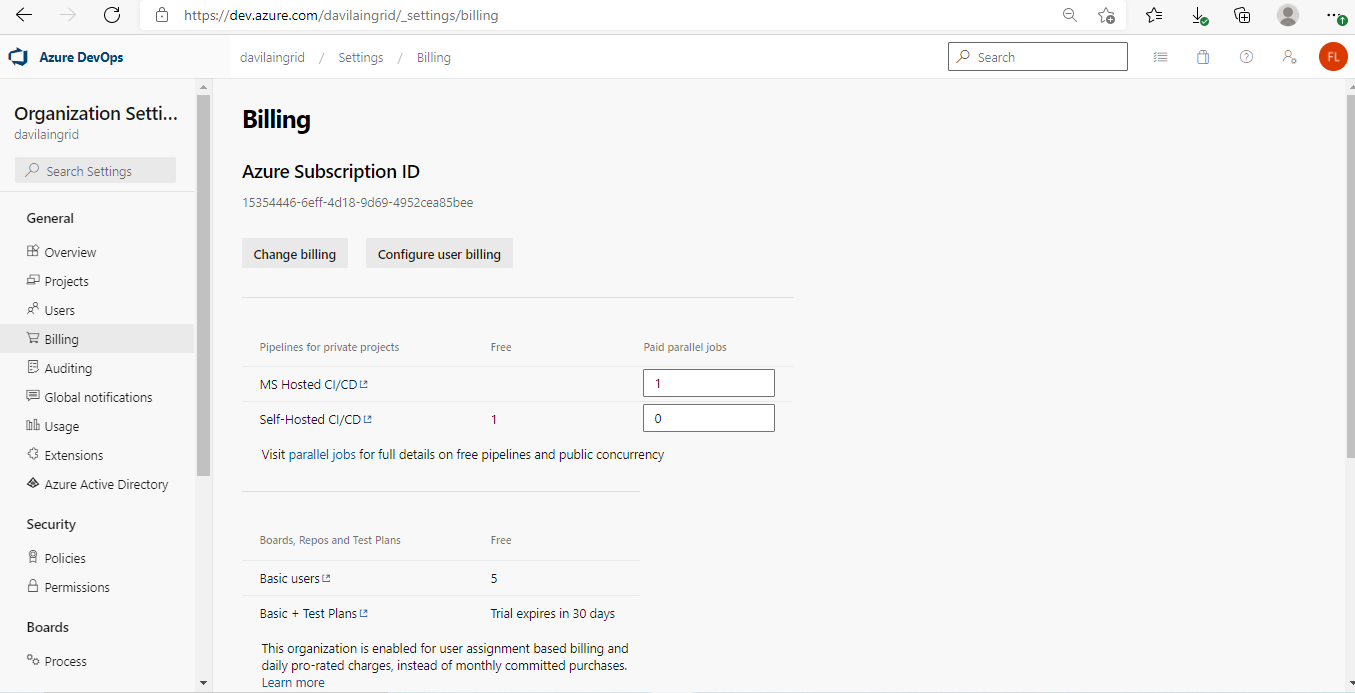 https://dev.azure.com/davilaingrid/_settings/billing
Azure DevOps
davilaingrid / Settings / Billing
Search
FL
Organization Setti...
davilaingrid
Search Settings
General
Overview
Projects
Users
Billing
Auditing
Global notifications
Usage
Extensions
Azure Active Directory
Security
Policies
Permissions
Boards
Process
Billing
Azure Subscription ID
15354446-6eff-4d18-9d69-4952cea85bee
Change billing Configure user billing
Pipelines for private projects Free Paid parallel jobs
MS Hosted CI/CD 1
Self-Hosted CI/CD 1 0
Visit parallel jobs for full details on free pipelines and public concurrency
Boards, Repos and Test Plans Free
Basic users 5
Basic + Test Plans Trial expires in 30 days
This organization is enabled for user assignment based billing and
daily pro-rated charges, instead of monthly committed purchases.
Learn more